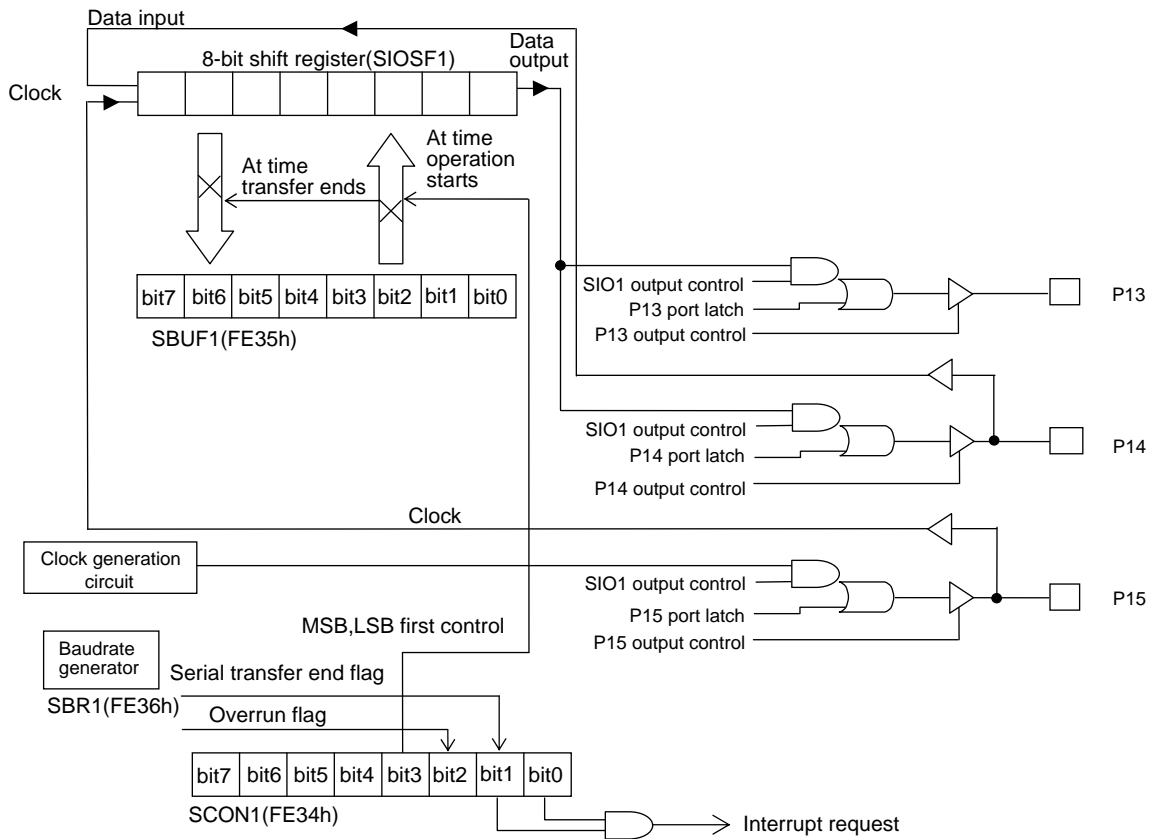 Data input
8-bit shift register(SIOSF1)
Data
output
Clock
At time
transfer ends
At time
operation
starts
bit7 bit6 bit5 bit4 bit3 bit2 bit1 bit0
SBUF1(FE35h)
SIO1 output control
P13 port latch
P13 output control
P13
SIO1 output control
P14 port latch
P14 output control
P14
Clock
Clock generation
circuit
SIO1 output control
P15 port latch
P15 output control
P15
MSB,LSB first control
Baudrate
generator
SBR1(FE36h)
Serial transfer end flag
Overrun flag
bit7 bit6 bit5 bit4 bit3 bit2 bit1 bit0
SCON1(FE34h)
Interrupt request